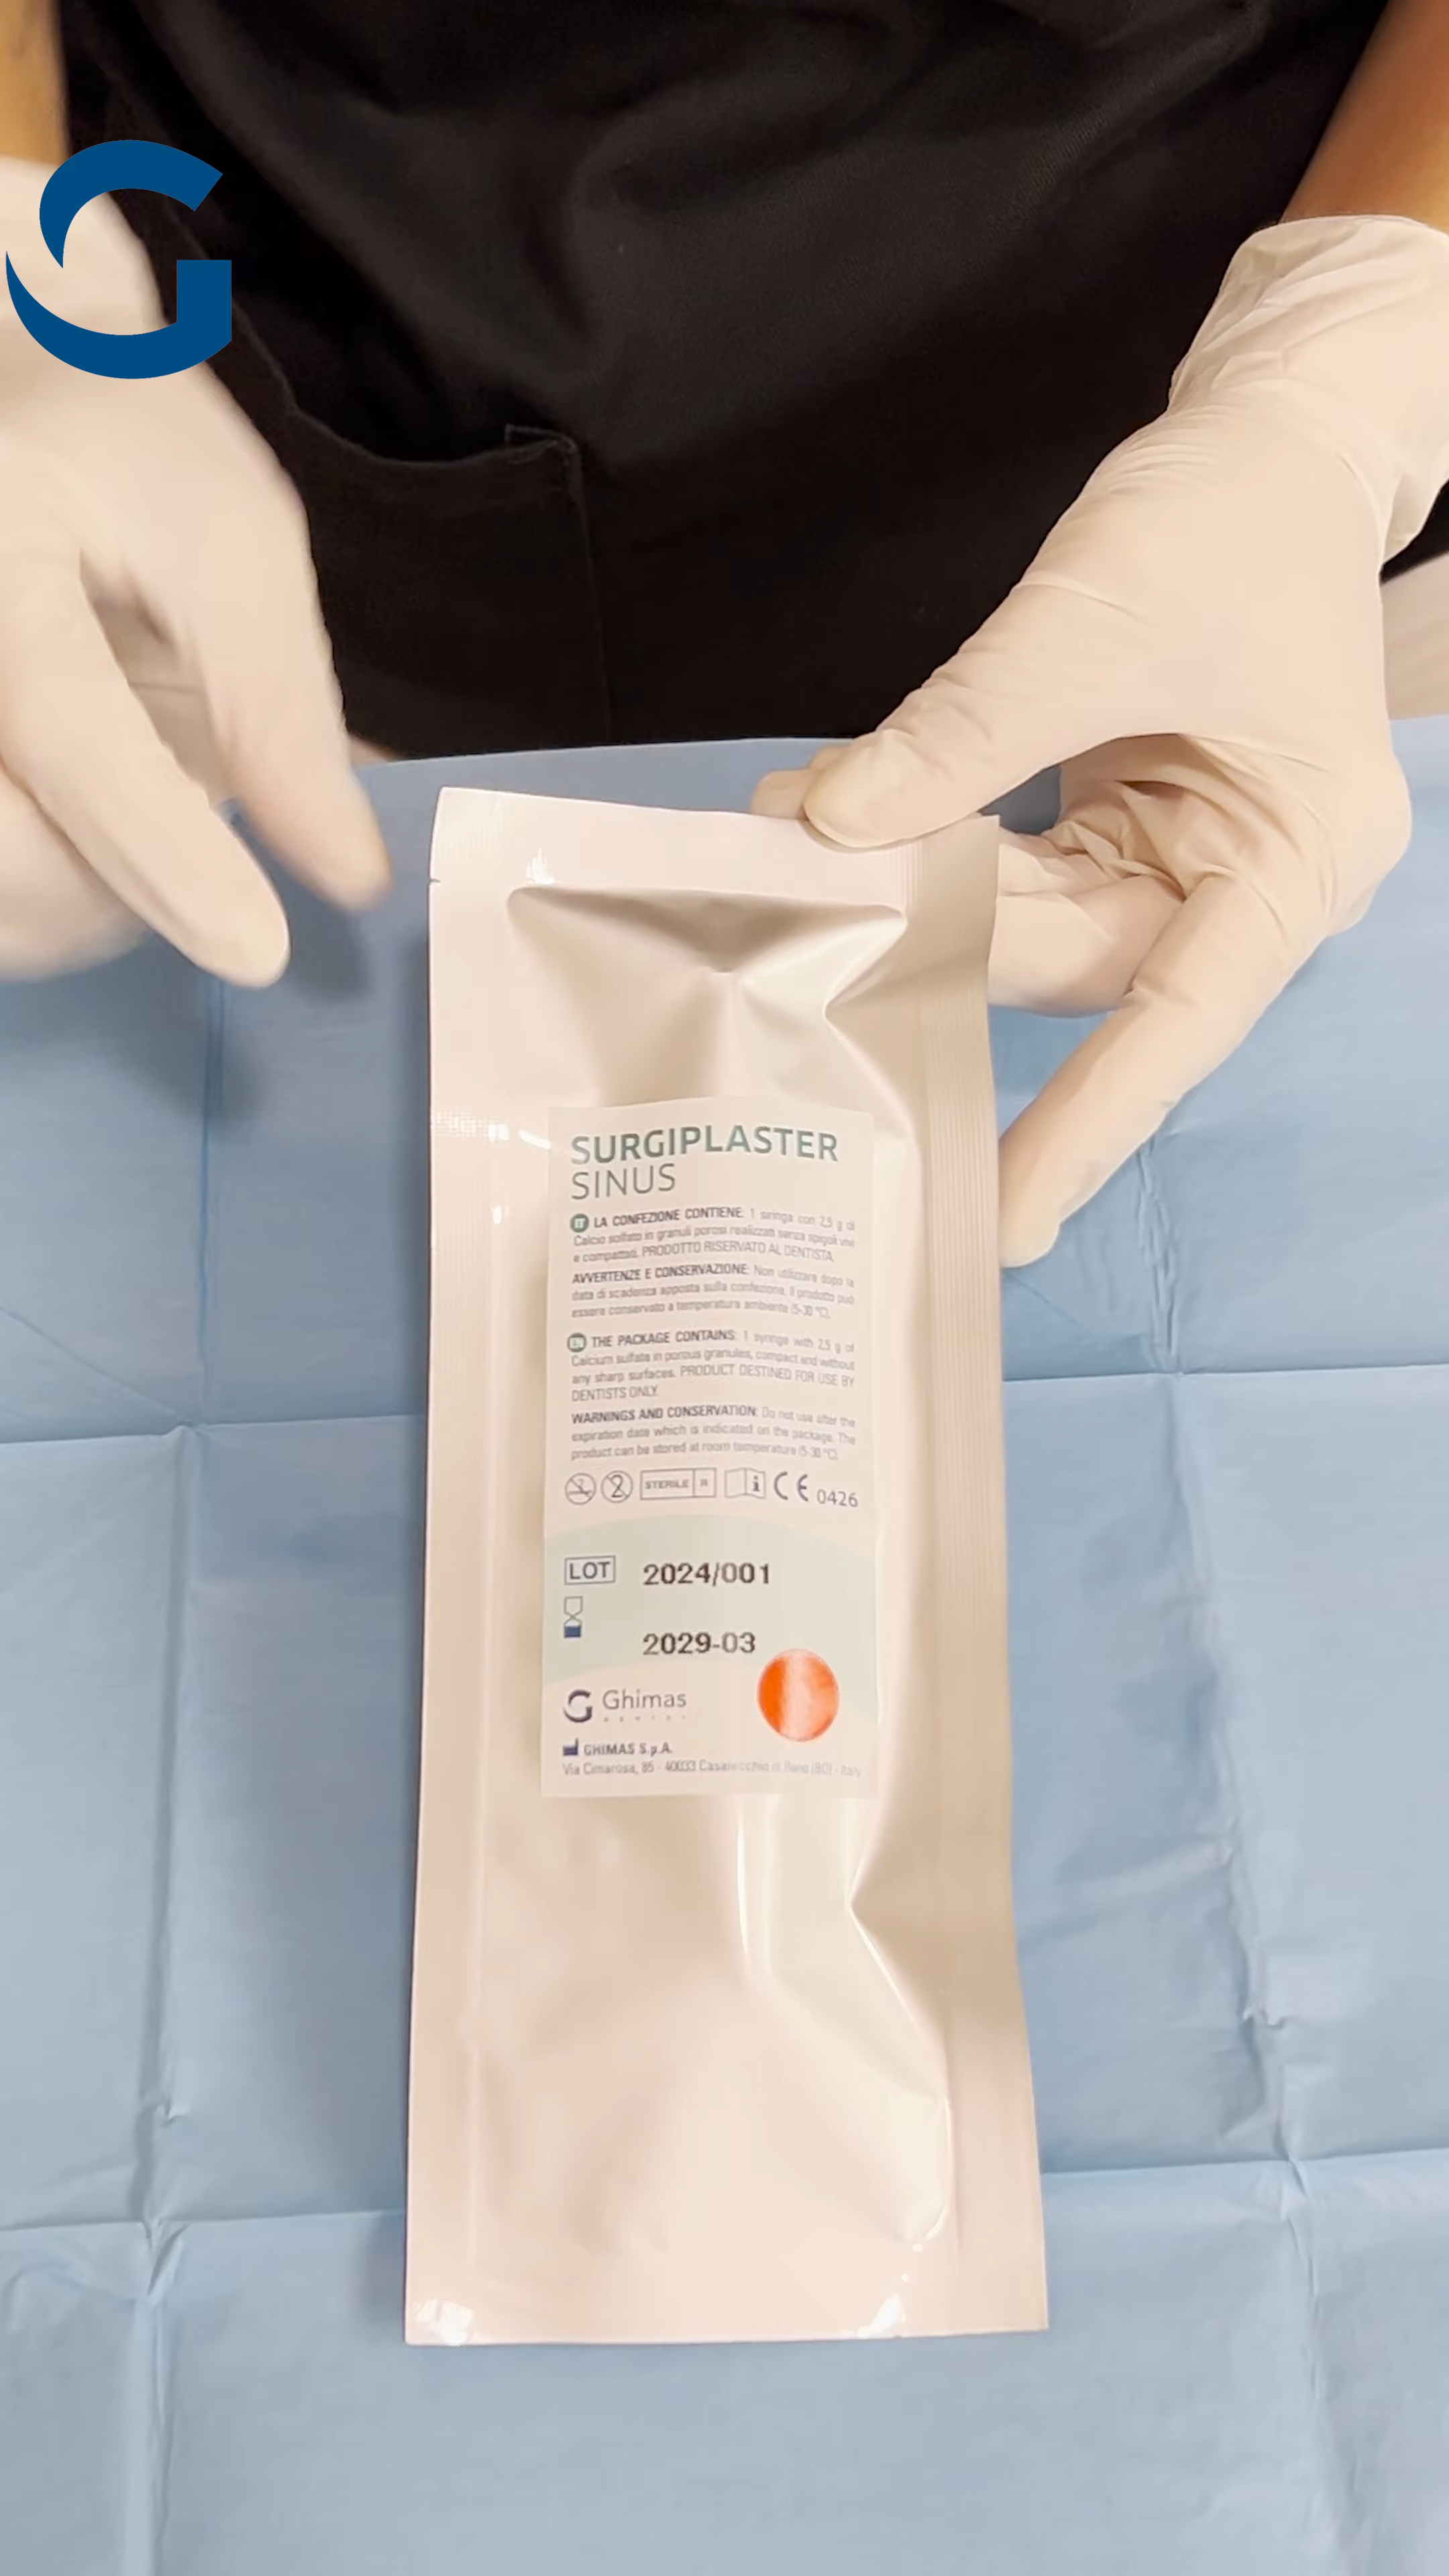 SURGIPLASTER
SINUS
IT LA CONFEZIONE CONTIENE: 1 siringa con 2,5 g di
Calcio solfato in granuli porosi realizzati senza spigoli vivi
e compattati. PRODOTTO RISERVATO AL DENTISTA.
AVVERTENZE E CONSERVAZIONE: Non utilizzare dopo la
data di scadenza apposta sulla confezione. Il prodotto può
essere conservato a temperatura ambiente (5-30 °C).
EN THE PACKAGE CONTAINS: 1 syringe with 2,5 g of
Calcium sulfate in porous granules, compact and without
any sharp surfaces. PRODUCT DESTINED FOR USE BY
DENTISTS ONLY.
WARNINGS AND CONSERVATION: Do not use after the
expiration date which is indicated on the package. The
product can be stored at room temperature (5-30 °C).
2 STERILE R i CE 0426
LOT 2024/001
2029-03
G Ghimas
GHIMAS S.p.A.
Via Cimarosa, 85 - 40033 Casalecchio di Reno (BO) - Italy